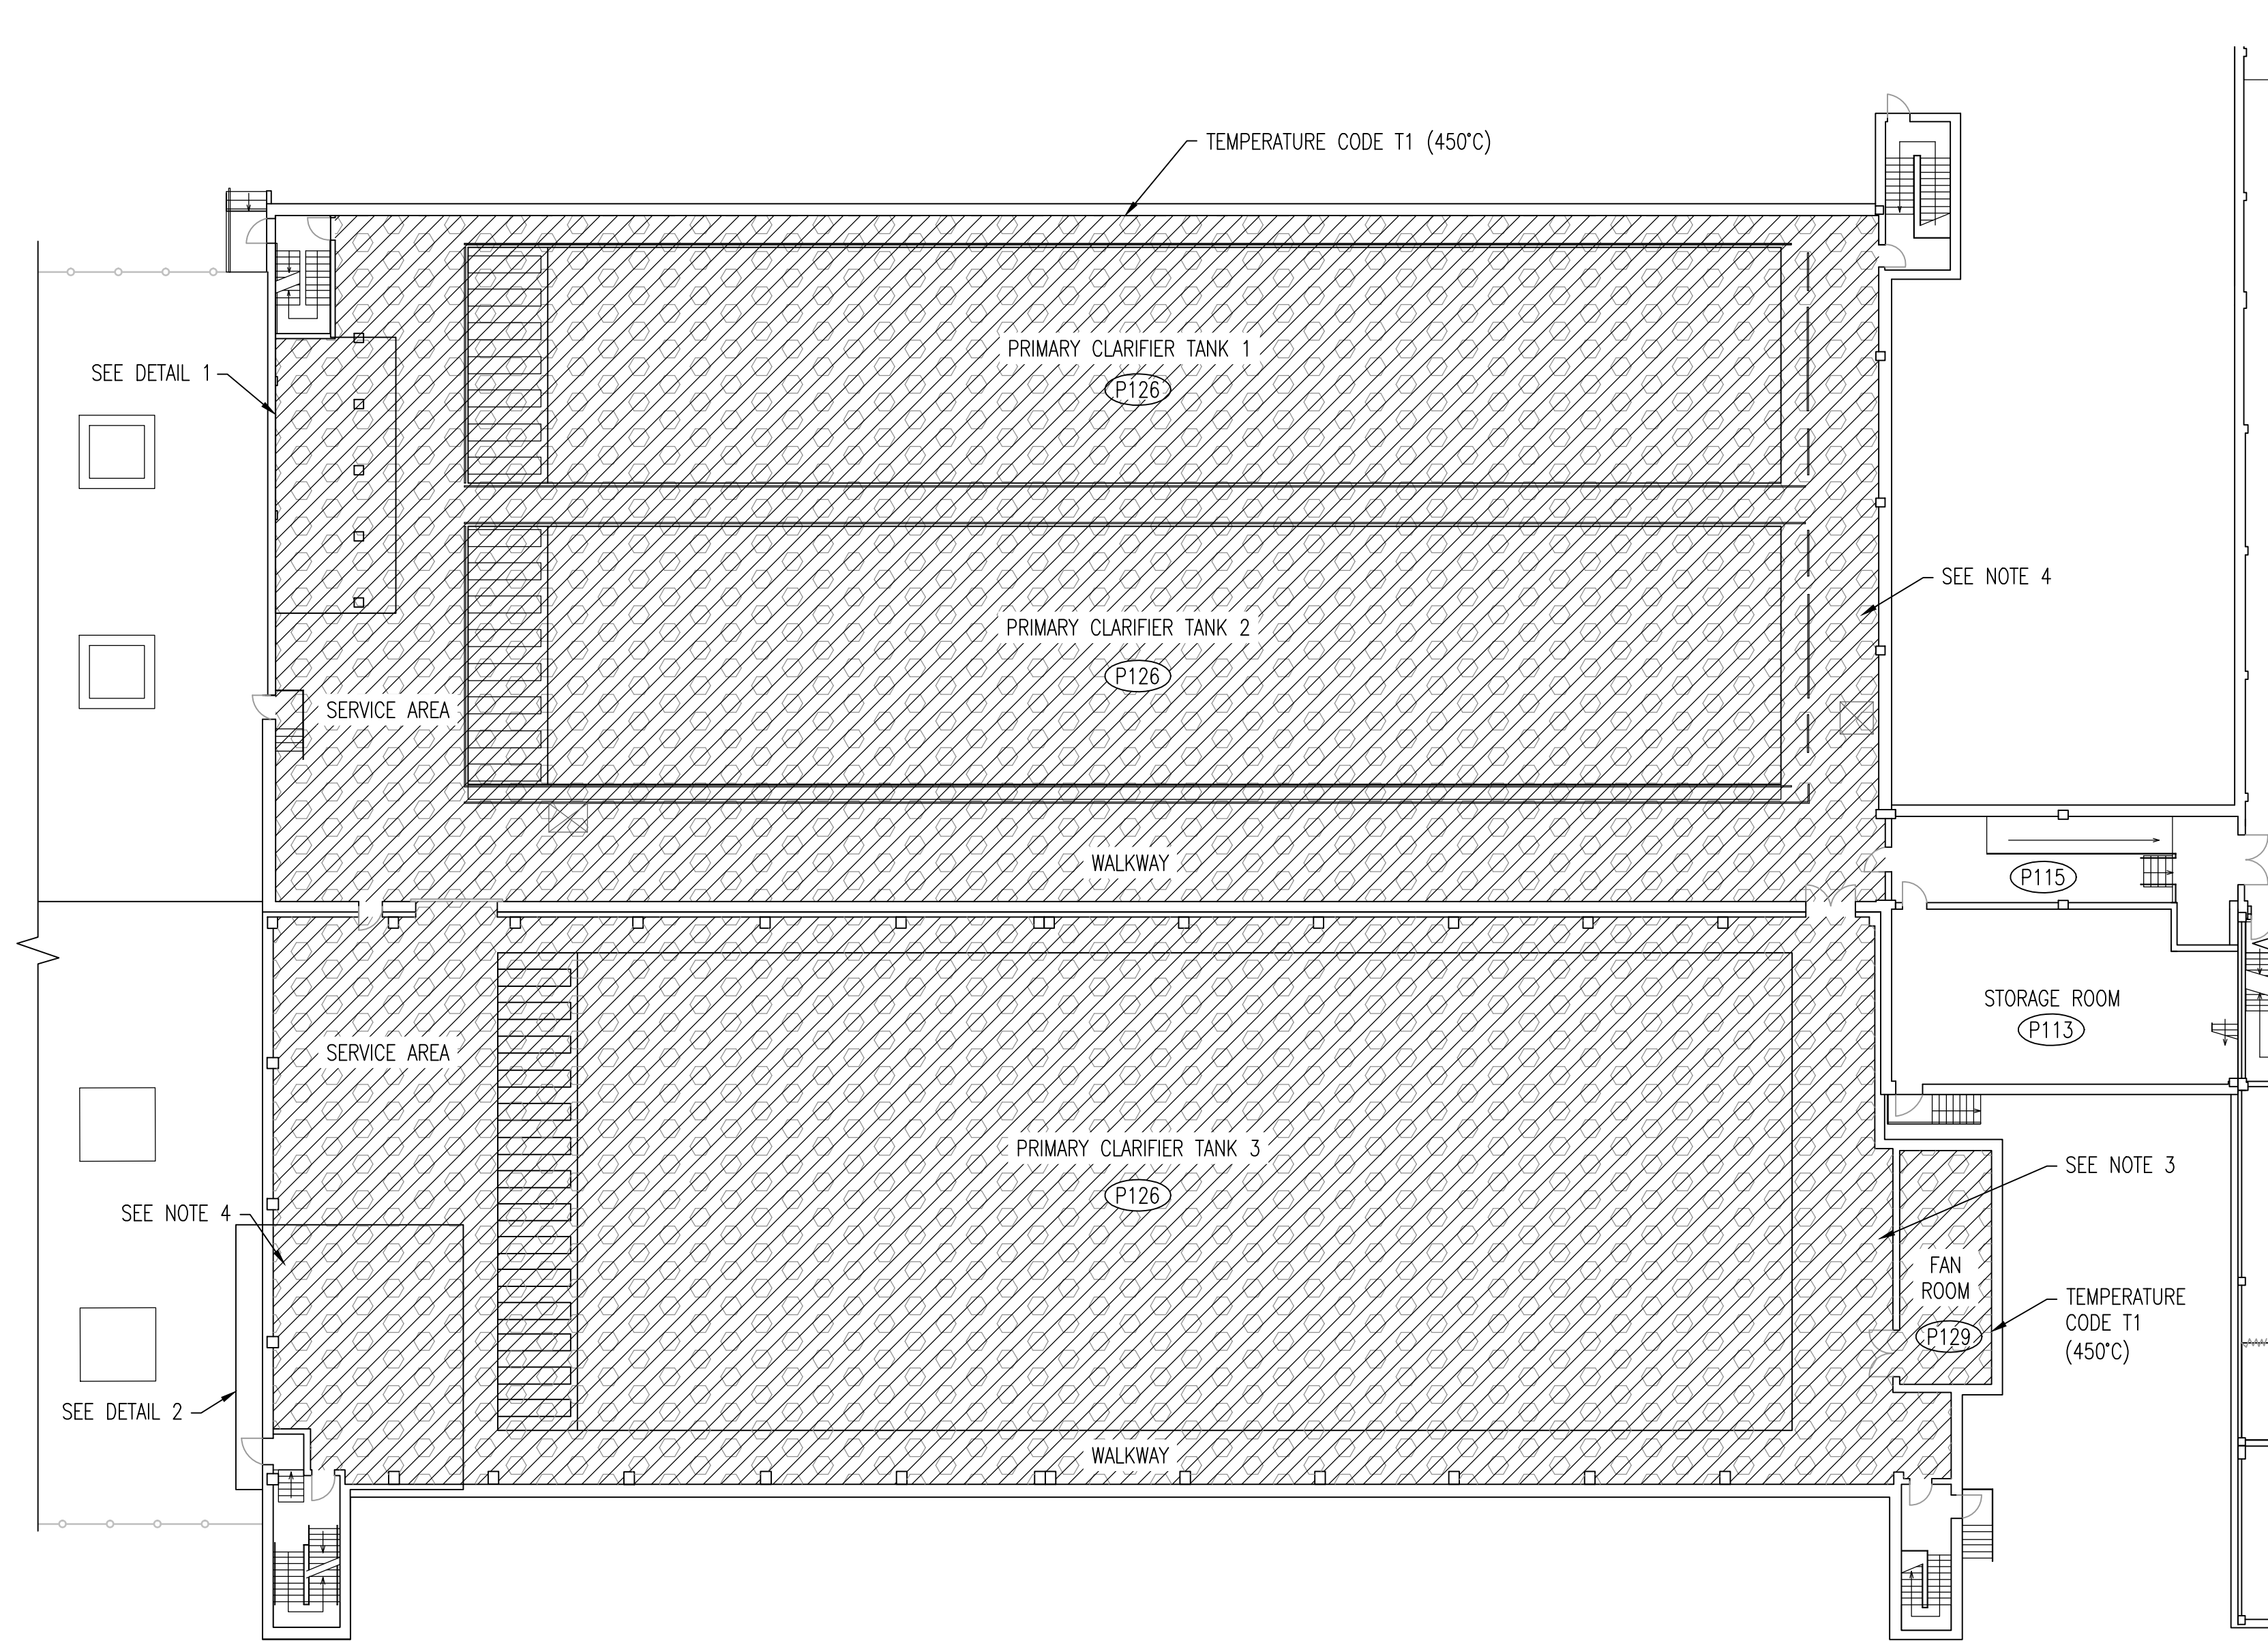 TEMPERATURE CODE T1 (450°C)
PRIMARY CLARIFIER TANK 1
P126
SEE DETAIL 1
SEE NOTE 4
PRIMARY CLARIFIER TANK 2
P126
SERVICE AREA
WALKWAY
P115
STORAGE ROOM
P113
SERVICE AREA
PRIMARY CLARIFIER TANK 3
P126
SEE NOTE 3
SEE NOTE 4
FAN
ROOM
P129
TEMPERATURE
CODE T1
(450°C)
SEE DETAIL 2
WALKWAY